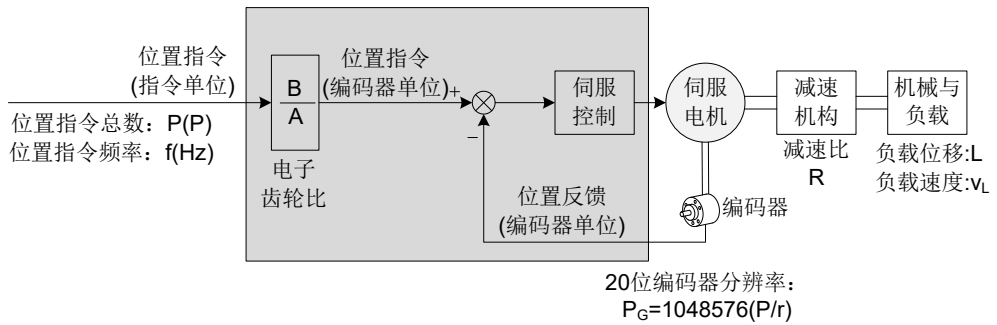 位置指令
(指令单位)
位置指令总数：P(P)
位置指令频率：f(Hz)
B
A
电子
齿轮比
位置指令
(编码器单位)
+
−
位置反馈
(编码器单位)
伺服
控制
伺服
电机
编码器
20位编码器分辨率：
PG=1048576(P/r)
减速
机构
减速比
R
机械与
负载
负载位移:L
负载速度:vL